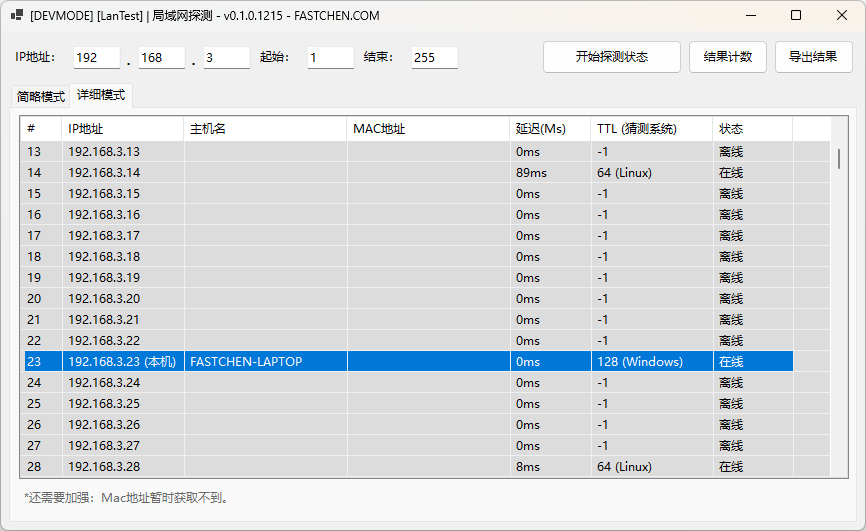 [DEVMODE] [LanTest] | 局域网探测 - v0.1.0.1215 - FASTCHEN.COM
IP地址: 192 . 168 . 3 起始: 1 结束: 255 开始探测状态 结果计数 导出结果
简略模式 详细模式
# IP地址 主机名 MAC地址 延迟(Ms) TTL (猜测系统) 状态
13 192.168.3.13 0ms -1 离线
14 192.168.3.14 89ms 64 (Linux) 在线
15 192.168.3.15 0ms -1 离线
16 192.168.3.16 0ms -1 离线
17 192.168.3.17 0ms -1 离线
18 192.168.3.18 0ms -1 离线
19 192.168.3.19 0ms -1 离线
20 192.168.3.20 0ms -1 离线
21 192.168.3.21 0ms -1 离线
22 192.168.3.22 0ms -1 离线
23 192.168.3.23 (本机) FASTCHEN-LAPTOP 0ms 128 (Windows) 在线
24 192.168.3.24 0ms -1 离线
25 192.168.3.25 0ms -1 离线
26 192.168.3.26 0ms -1 离线
27 192.168.3.27 0ms -1 离线
28 192.168.3.28 8ms 64 (Linux) 在线
*还需要加强：Mac地址暂时获取不到。